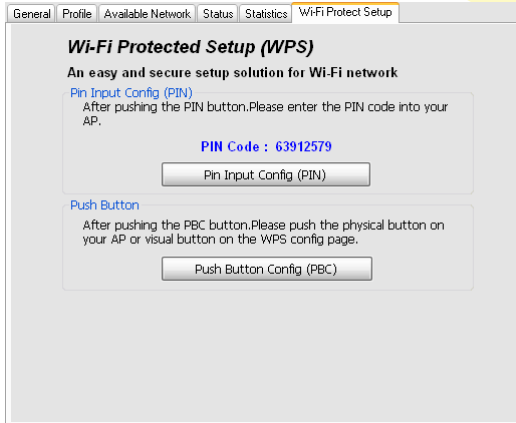 General Profile Available Network Status Statistics Wi-Fi Protect Setup
Wi-Fi Protected Setup (WPS)
An easy and secure setup solution for Wi-Fi network
Pin Input Config (PIN)
After pushing the PIN button.Please enter the PIN code into your
AP.
PIN Code : 63912579
Pin Input Config (PIN)
Push Button
After pushing the PBC button.Please push the physical button on
your AP or visual button on the WPS config page.
Push Button Config (PBC)